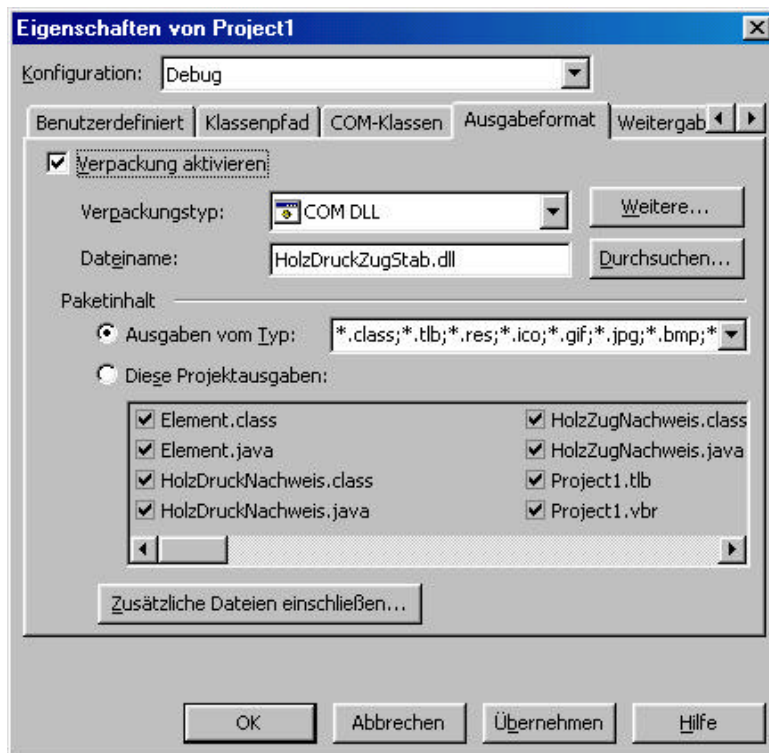 Eigenschaften von Project1
Konfiguration: Debug
Benutzerdefiniert Klassenpfad COM-Klassen Ausgabeformat Weitergab
Verpackung aktivieren
Verpackungstyp: COM DLL Weitere...
Dateiname: HolzDruckZugStab.dll Durchsuchen...
Paketinhalt
Ausgaben vom Typ: *.class;*.tlb;*.res;*.ico;*.gif;*.jpg;*.bmp;*
Diese Projektausgaben:
Element.class HolzZugNachweis.class
Element.java HolzZugNachweis.java
HolzDruckNachweis.class Project1.tlb
HolzDruckNachweis.java Project1.vbr
Zusätzliche Dateien einschließen...
OK Abbrechen Übernehmen Hilfe